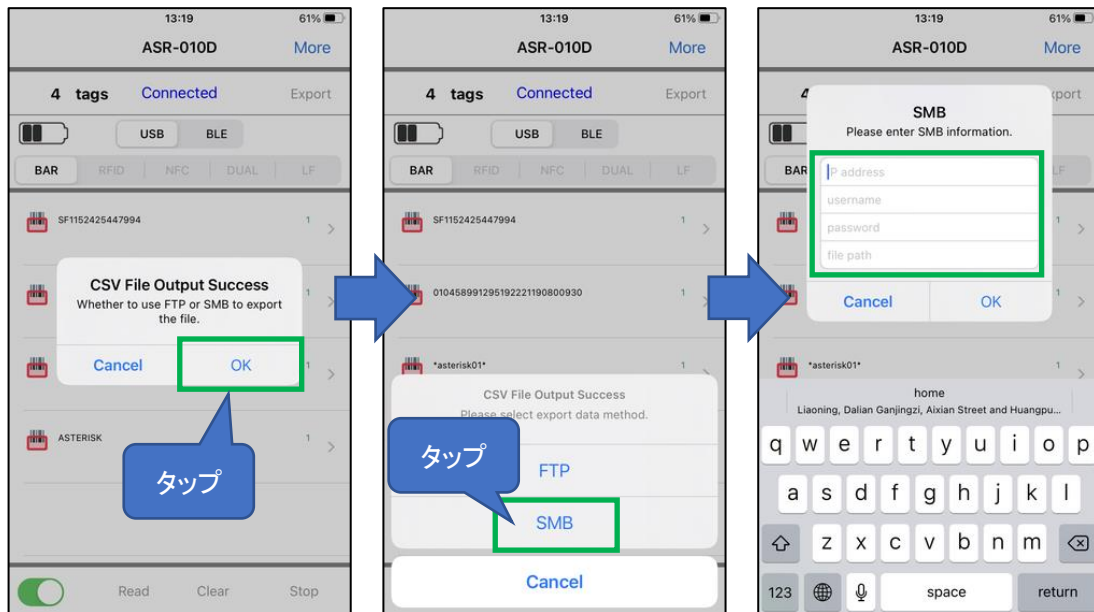 13:19
61%
ASR-010D
More
4 tags
Connected
Export
USB
BLE
BAR
RFID
NFC
DUAL
LF
SF1152425447994
1
CSV File Output Success
Whether to use FTP or SMB to export
the file.
1
Cancel
OK
1
タップ
ASTERISK
1
Read
Clear
Stop
13:19
61%
ASR-010D
More
4 tags
Connected
Export
USB
BLE
BAR
RFID
NFC
DUAL
LF
SF1152425447994
1
010458991295192221190800930
1
*asterisk01*
1
CSV File Output Success
Please select export data method.
タップ
FTP
SMB
Cancel
13:19
61%
ASR-010D
More
4
xport
SMB
Please enter SMB information.
BAR
LF
IP address
username
password
file path
1
1
Cancel
OK
*asterisk01*
1
home
Liaoning, Dalian Ganjingzi, Aixian Street and Huangpu...
q w e r t y u i o p
a s d f g h j k l
z x c v b n m
123
space
return